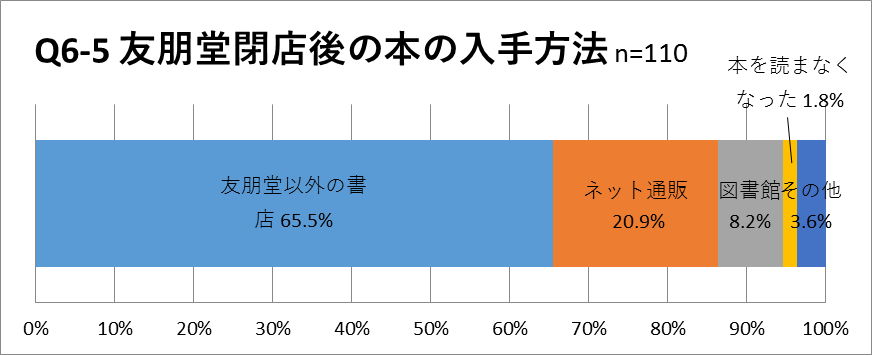 Q6-5 友朋堂閉店後の本の入手方法 n=110
本を読まなく
なった 1.8%
友朋堂以外の書
店 65.5%
ネット通販
20.9%
図書館
8.2%
その他
3.6%
0% 10% 20% 30% 40% 50% 60% 70% 80% 90% 100%